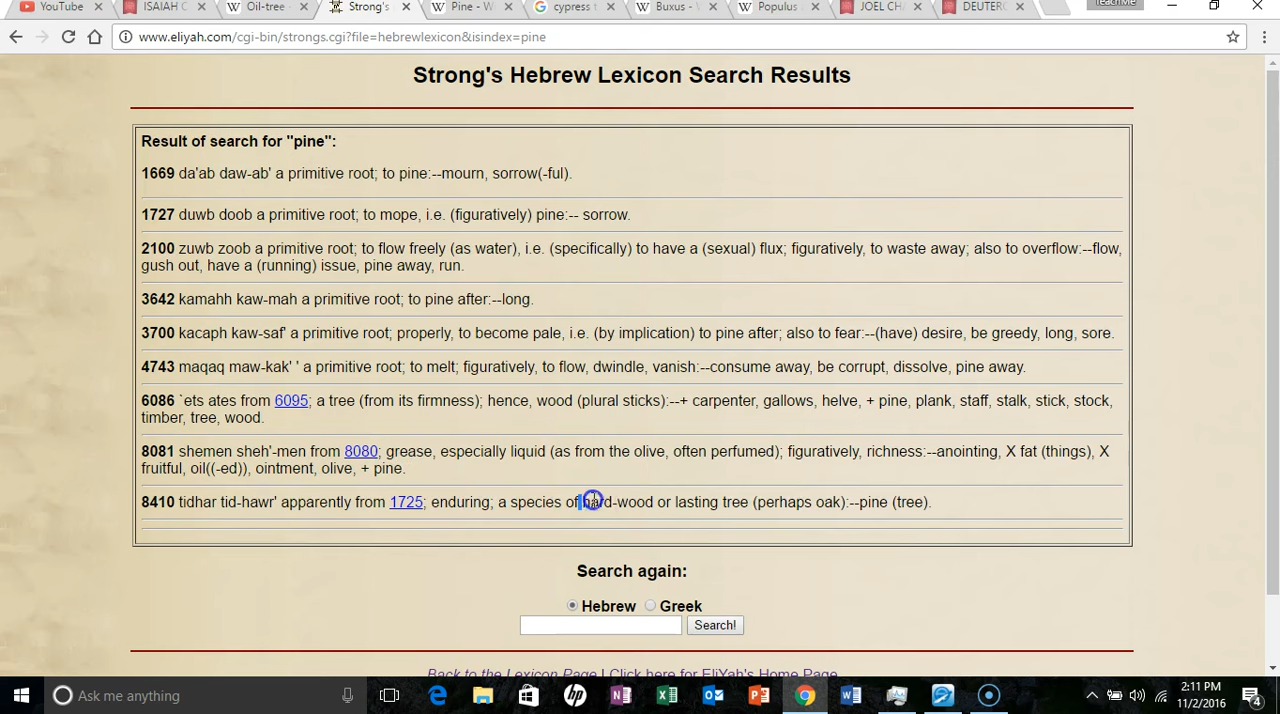 YouTube
ISAIAH C
Oil-tree -
Strong's
Pine - W
cypress t
Buxus - W
Populus
JOEL CHA
DEUTERO
www.eliyah.com/cgi-bin/strongs.cgi?file=hebrewlexicon&isindex=pine
Strong's Hebrew Lexicon Search Results
Result of search for "pine":
1669 da'ab daw-ab' a primitive root; to pine:--mourn, sorrow(-ful).
1727 duwb doob a primitive root; to mope, i.e. (figuratively) pine:-- sorrow.
2100 zuwb zoob a primitive root; to flow freely (as water), i.e. (specifically) to have a (sexual) flux; figuratively, to waste away; also to overflow:--flow,
gush out, have a (running) issue, pine away, run.
3642 kamahh kaw-mah a primitive root; to pine after:--long.
3700 kacaph kaw-saf' a primitive root; properly, to become pale, i.e. (by implication) to pine after; also to fear:--(have) desire, be greedy, long, sore.
4743 maqaq maw-kak' ' a primitive root; to melt; figuratively, to flow, dwindle, vanish:--consume away, be corrupt, dissolve, pine away.
6086 `ets ates from 6095; a tree (from its firmness); hence, wood (plural sticks):--+ carpenter, gallows, helve, + pine, plank, staff, stalk, stick, stock,
timber, tree, wood.
8081 shemen sheh'-men from 8080; grease, especially liquid (as from the olive, often perfumed); figuratively, richness:--anointing, X fat (things), X
fruitful, oil((-ed)), ointment, olive, + pine.
8410 tidhar tid-hawr' apparently from 1725; enduring; a species of hard-wood or lasting tree (perhaps oak):--pine (tree).
Search again:
Hebrew Greek
Search!
Back to the Lexicon Page | Click here for EliYah's Home Page
Ask me anything
2:11 PM
11/2/2016
4